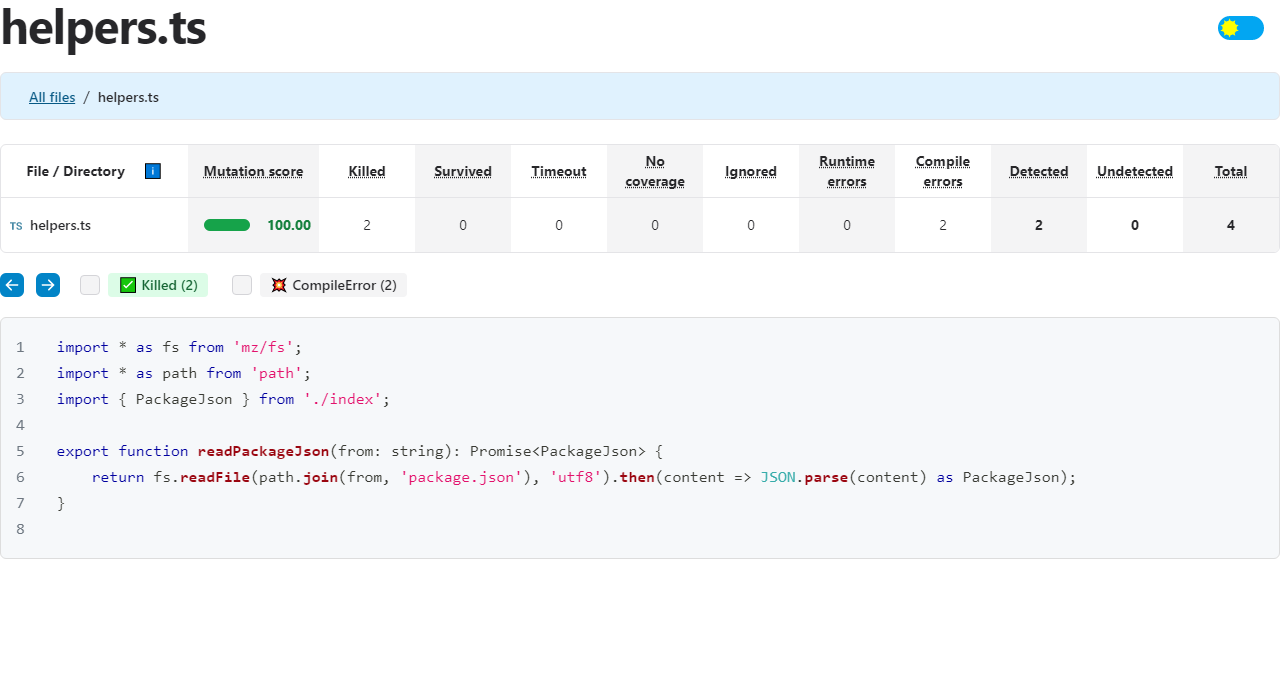 helpers.ts
All files / helpers.ts
File / Directory ℹ Mutation score Killed Survived Timeout No coverage Ignored Runtime errors Compile errors Detected Undetected Total
TS helpers.ts 100.00 2 0 0 0 0 0 2 2 0 4
← → ✅ Killed (2) 💥 CompileError (2)
1 import * as fs from 'mz/fs';
2 import * as path from 'path';
3 import { PackageJson } from './index';
4
5 export function readPackageJson(from: string): Promise<PackageJson> {
6     return fs.readFile(path.join(from, 'package.json'), 'utf8').then(content => JSON.parse(content) as PackageJson);
7 }
8